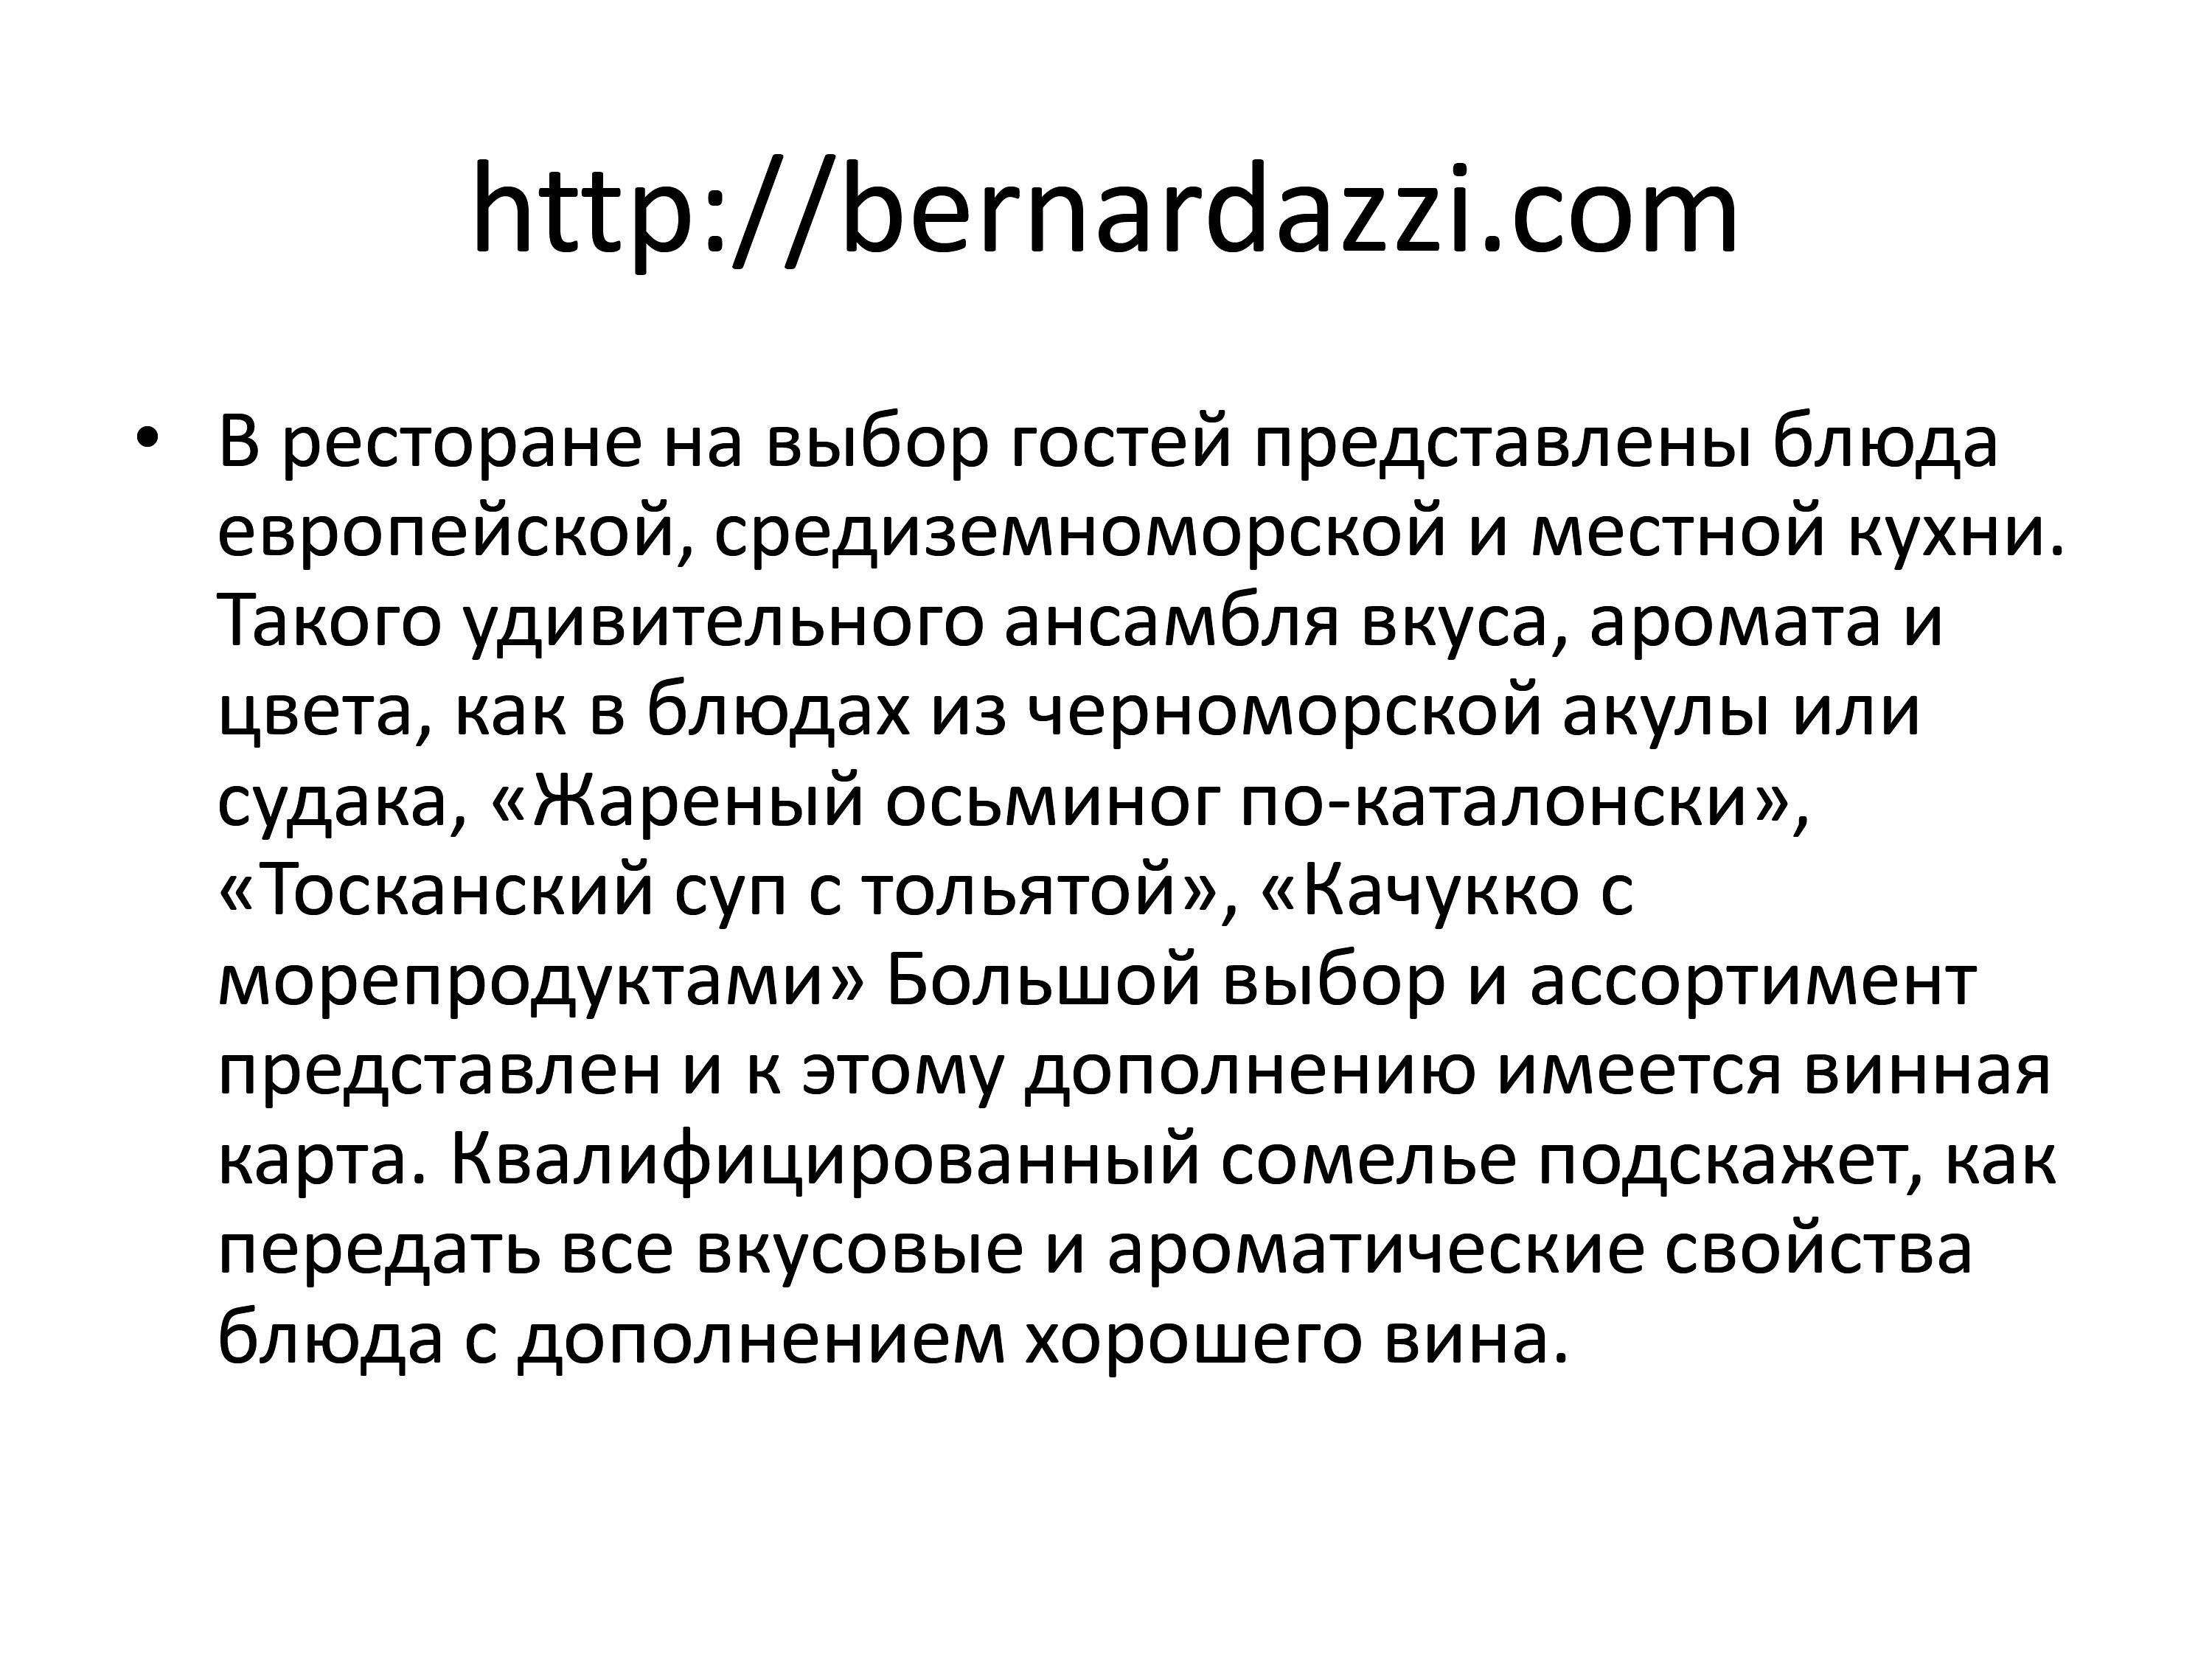 http://bernardazzi.com
• В ресторане на выбор гостей представлены блюда
европейской, средиземноморской и местной кухни.
Такого удивительного ансамбля вкуса, аромата и
цвета, как в блюдах из черноморской акулы или
судака, «Жареный осьминог по-каталонски»,
«Тосканский суп с тольятой», «Качукко с
морепродуктами» Большой выбор и ассортимент
представлен и к этому дополнению имеется винная
карта. Квалифицированный сомелье подскажет, как
передать все вкусовые и ароматические свойства
блюда с дополнением хорошего вина.